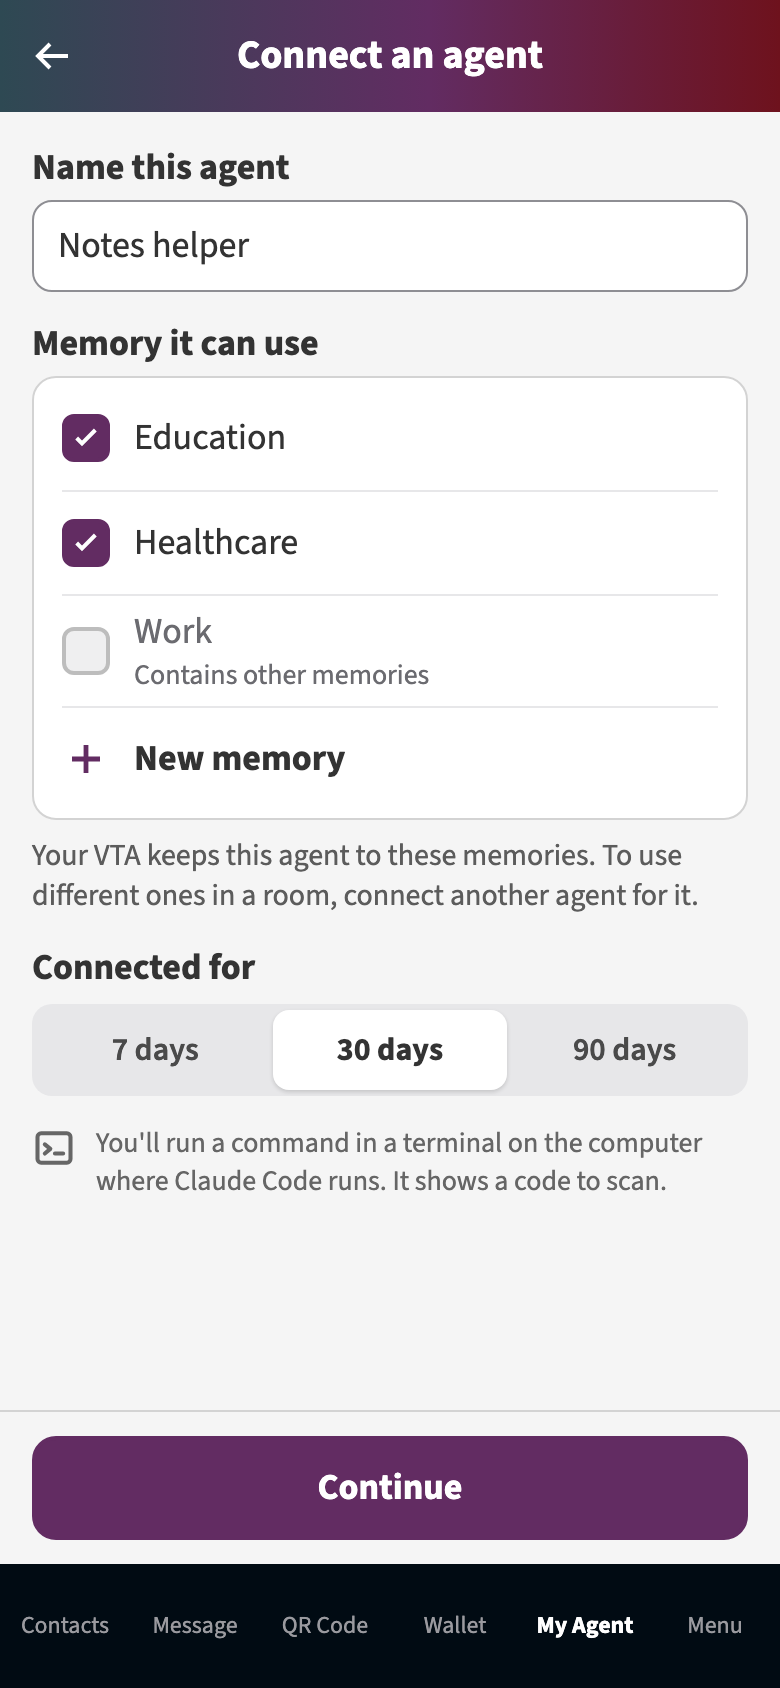 Connect an agent
Name this agent
Notes helper
Memory it can use
Education
Healthcare
Work
Contains other memories
New memory
Your VTA keeps this agent to these memories. To use
different ones in a room, connect another agent for it.
Connected for
7 days
30 days
90 days
You'll run a command in a terminal on the computer
where Claude Code runs. It shows a code to scan.
Continue
Contacts
Message
QR Code
Wallet
My Agent
Menu